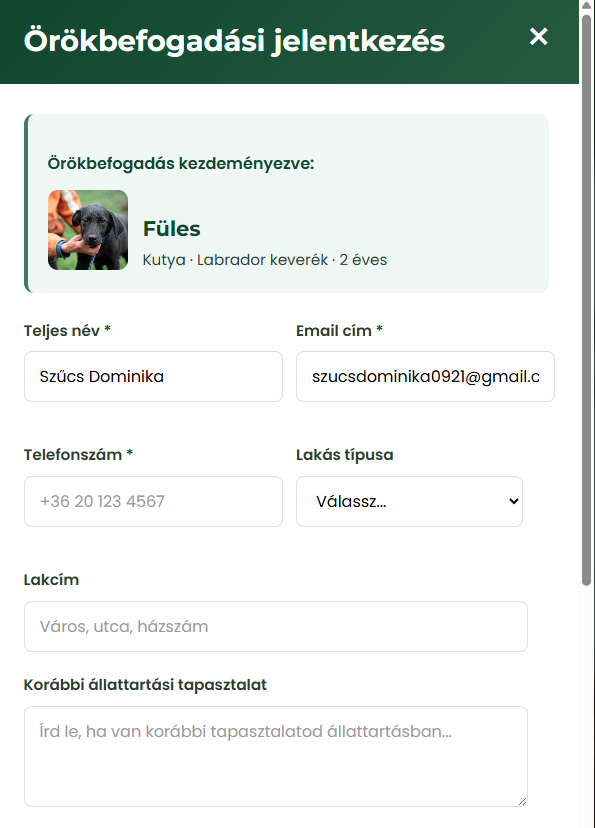 Örökbefogadási jelentkezés ✕
Örökbefogadás kezdeményezve:
Füles
Kutya · Labrador keverék · 2 éves
Teljes név * Email cím *
Szűcs Dominika szucsdominika0921@gmail.c
Telefonszám * Lakás típusa
+36 20 123 4567 Válassz...
Lakcím
Város, utca, házszám
Korábbi állattartási tapasztalat
Írd le, ha van korábbi tapasztalatod állattartásban...